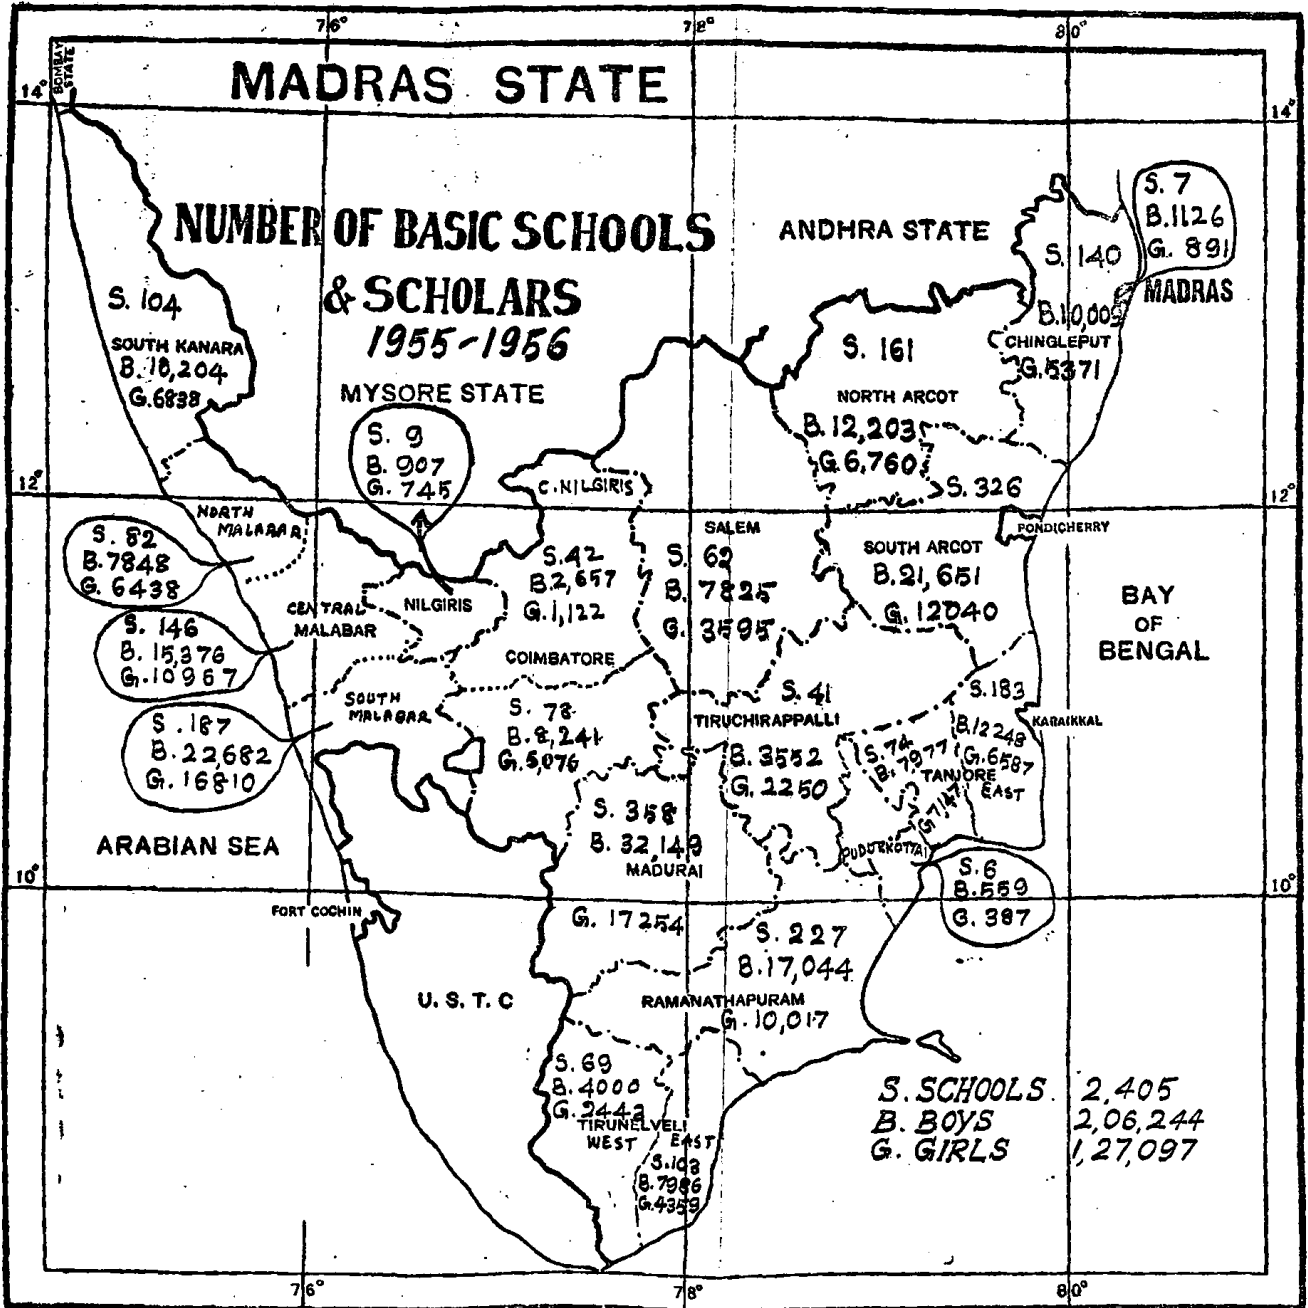 76°
78°
80°
BOMBAY
STATE
MADRAS STATE
14°
14°
NUMBER OF BASIC SCHOOLS
& SCHOLARS
1955-1956
ANDHRA STATE
S. 7
B.1126
G. 891
MADRAS
S. 140
B.10,009
CHINGLEPUT
G.5371
S. 104
SOUTH KANARA
B.18,204
G.6838
MYSORE STATE
S. 9
B. 907
G. 745
S. 161
NORTH ARCOT
B.12,203
G.6,760
12°
12°
C.NILGIRIS
S. 326
PONDICHERRY
NORTH
MALABAR
S. 82
B.7848
G. 6438
SALEM
S. 62
B. 7825
G. 3595
SOUTH ARCOT
B.21,651
G. 12040
S.42
B.2,657
G.1,122
COIMBATORE
NILGIRIS
CENTRAL
MALABAR
S. 146
B. 15,376
G.10967
BAY
OF
BENGAL
SOUTH
MALABAR
S. 187
B.22,682
G. 16810
S. 78
B.8,241
G.5,076
S. 41
TIRUCHIRAPPALLI
B.3552
G. 2250
S.183
KARAIKKAL
B.12248
G.6587
S.74
B.7977
TANJORE
EAST
G.7147
S. 358
B. 32,149
MADURAI
G. 17254
ARABIAN SEA
PUDUKKOTTAI
S.6
B.559
G. 387
10°
10°
FORT COCHIN
S. 227
B.17,044
RAMANATHAPURAM
G.10,017
U. S. T. C
S. 69
B. 4000
G. 2442
TIRUNELVELI
WEST
EAST
S.103
B.7986
G.4359
S. SCHOOLS. 2,405
B. BOYS 2,06,244
G. GIRLS 1,27,097
76°
78°
80°